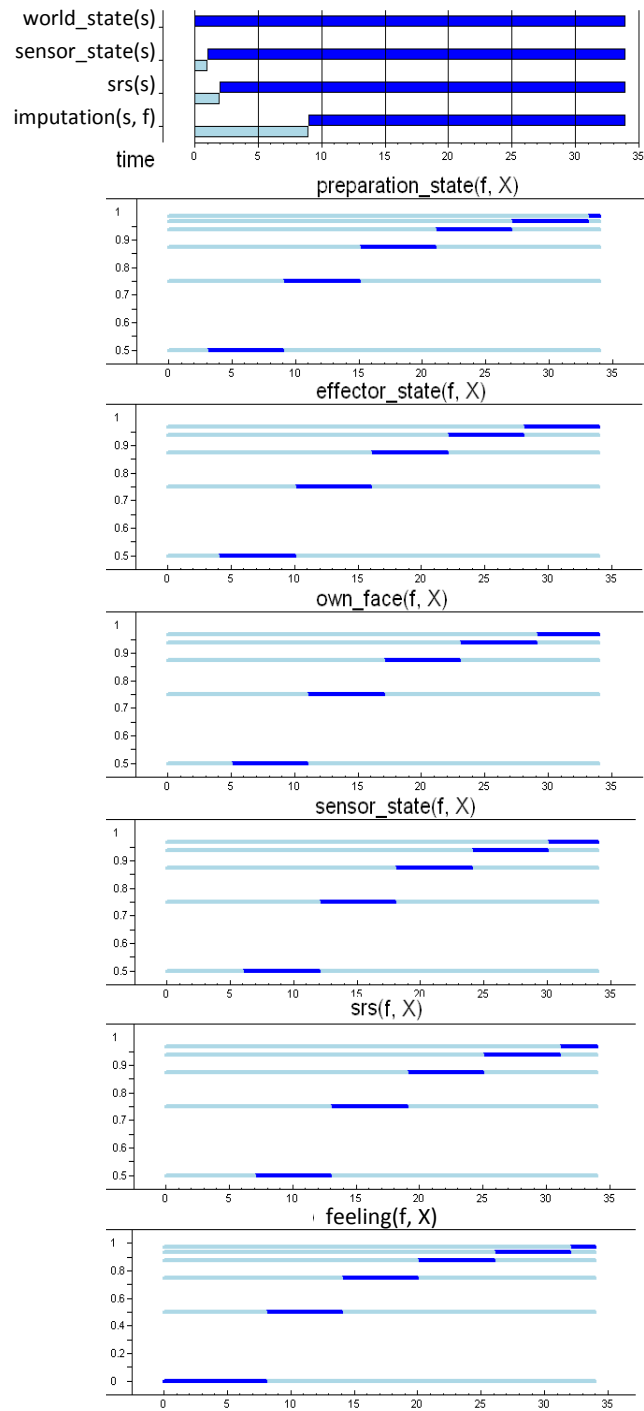 world_state(s)
sensor_state(s)
srs(s)
imputation(s, f)
time 0 5 10 15 20 25 30 35
preparation_state(f, X)
1
0.9
0.8
0.7
0.6
0.5
0 5 10 15 20 25 30 35
effector_state(f, X)
1
0.9
0.8
0.7
0.6
0.5
0 5 10 15 20 25 30 35
own_face(f, X)
1
0.9
0.8
0.7
0.6
0.5
0 5 10 15 20 25 30 35
sensor_state(f, X)
1
0.9
0.8
0.7
0.6
0.5
0 5 10 15 20 25 30 35
srs(f, X)
1
0.9
0.8
0.7
0.6
0.5
0 5 10 15 20 25 30 35
feeling(f, X)
1
0.8
0.6
0.5
0.4
0.2
0
0 5 10 15 20 25 30 35